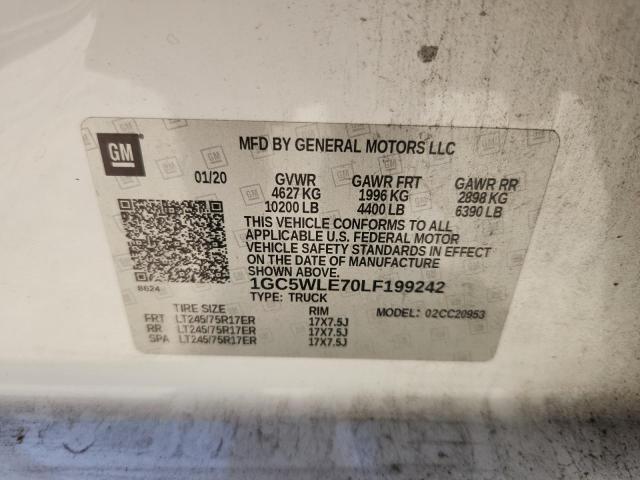 GM
MFD BY GENERAL MOTORS LLC
01/20 GVWR GAWR FRT GAWR RR
4627 KG 1996 KG 2898 KG
10200 LB 4400 LB 6390 LB
THIS VEHICLE CONFORMS TO ALL
APPLICABLE U.S. FEDERAL MOTOR
VEHICLE SAFETY STANDARDS IN EFFECT
ON THE DATE OF MANUFACTURE
SHOWN ABOVE.
8624 1GC5WLE70LF199242
TYPE: TRUCK
TIRE SIZE RIM MODEL: 02CC20953
FRT LT245/75R17ER 17X7.5J
RR LT245/75R17ER 17X7.5J
SPA LT245/75R17ER 17X7.5J